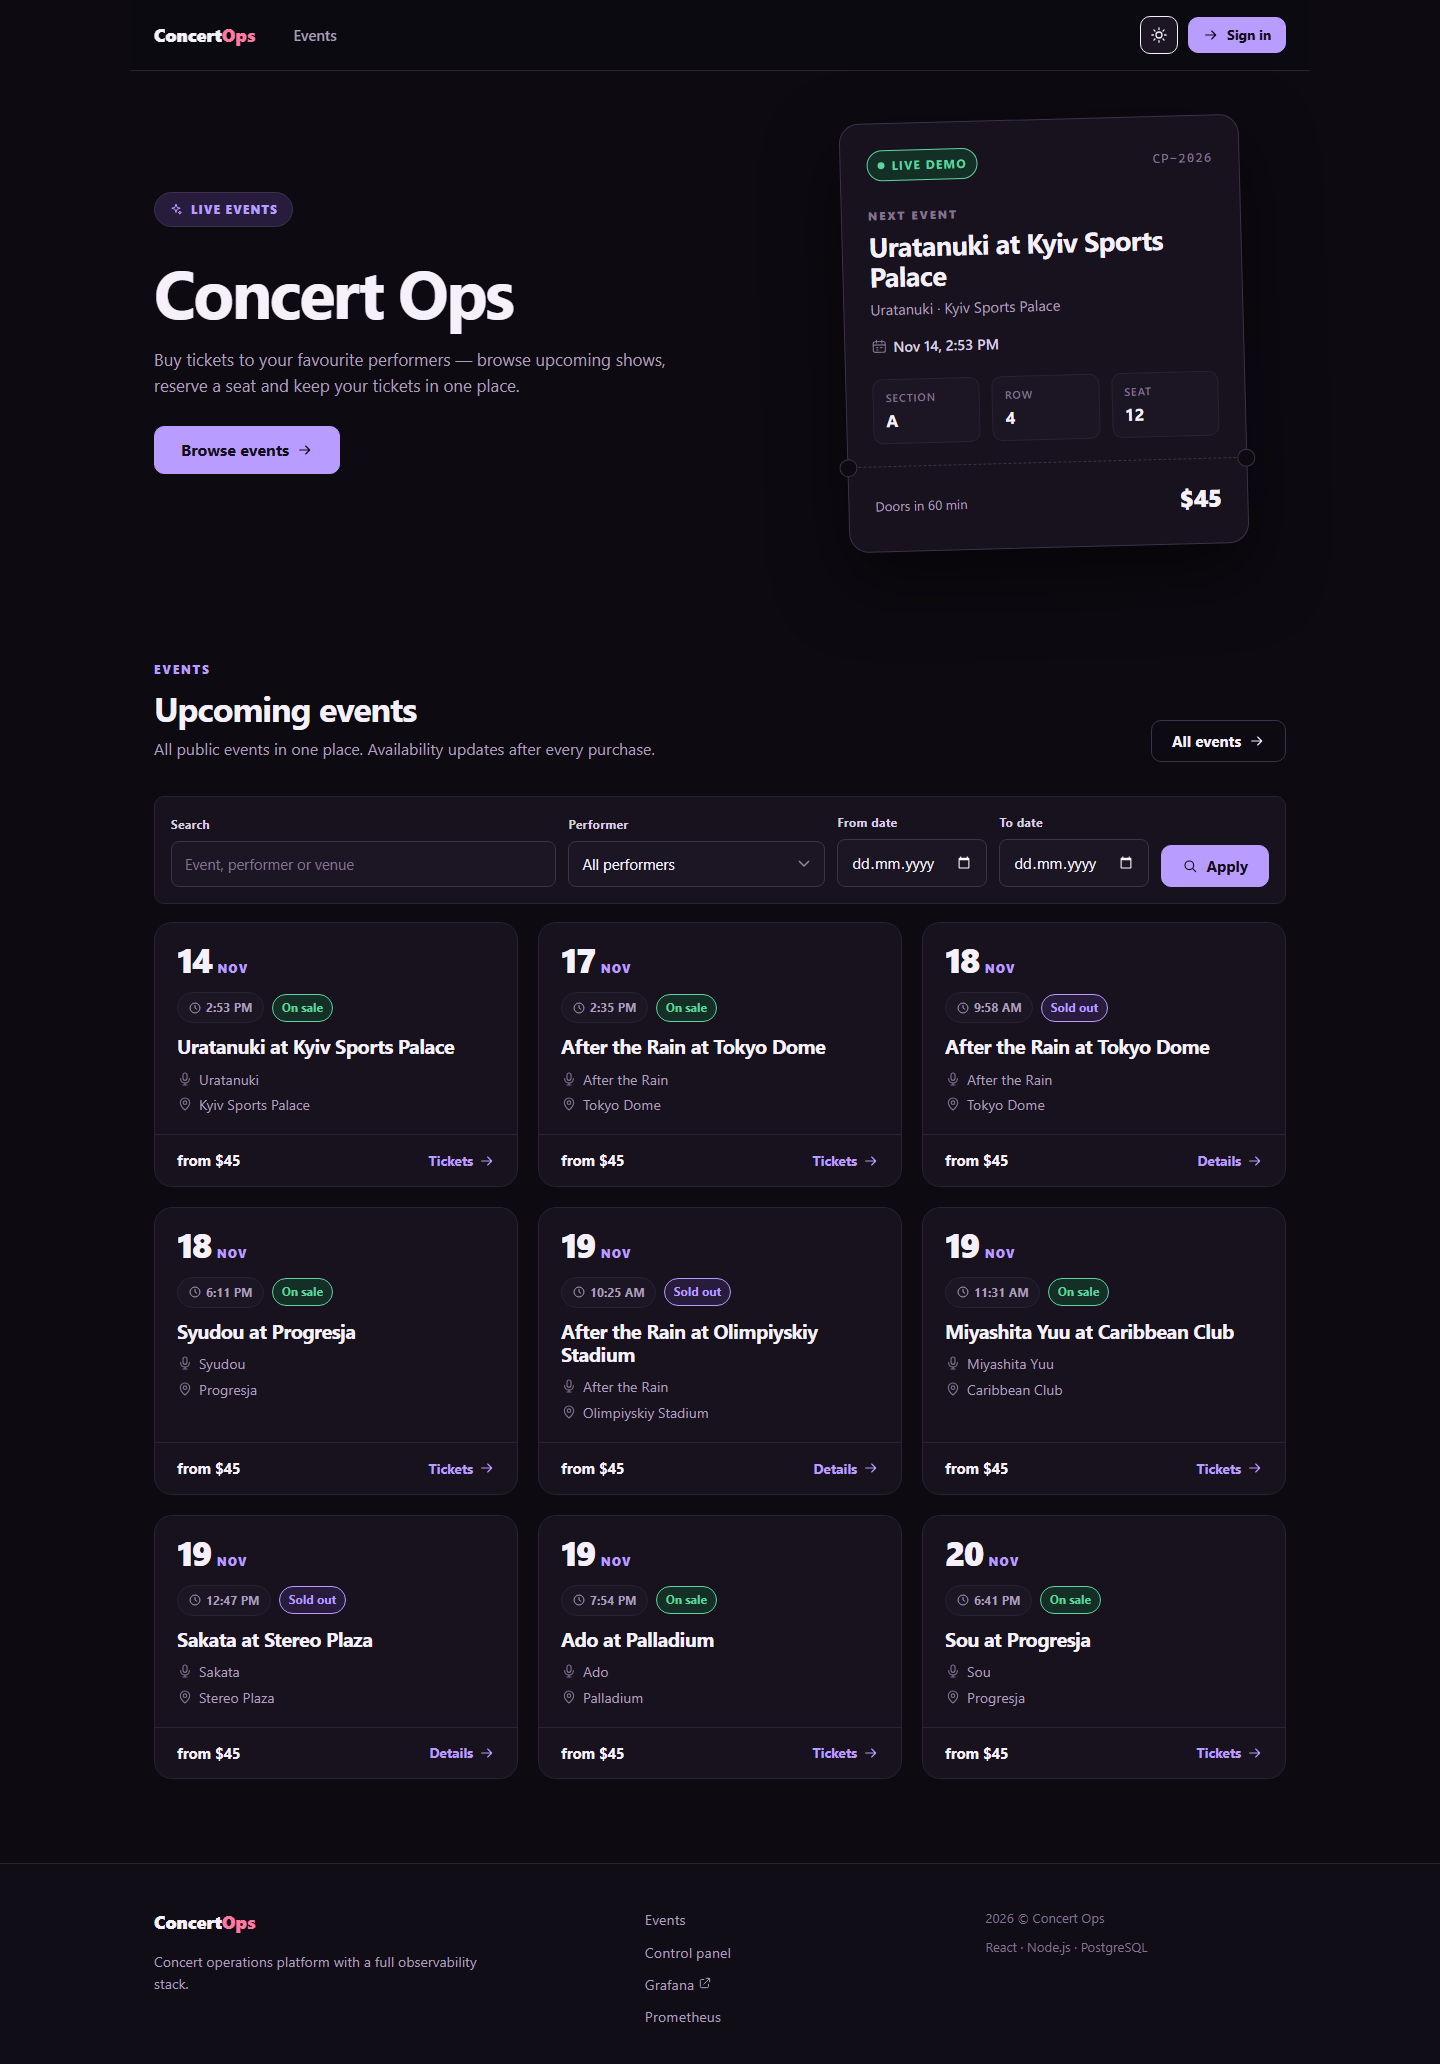 ConcertOps
Events
Sign in
LIVE EVENTS
Concert Ops
Buy tickets to your favourite performers — browse upcoming shows,
reserve a seat and keep your tickets in one place.
Browse events
LIVE DEMO
CP-2026
NEXT EVENT
Uratanuki at Kyiv Sports
Palace
Uratanuki · Kyiv Sports Palace
Nov 14, 2:53 PM
SECTION
A
ROW
4
SEAT
12
Doors in 60 min
$45
EVENTS
Upcoming events
All public events in one place. Availability updates after every purchase.
All events
Search
Event, performer or venue
Performer
All performers
From date
dd.mm.yyyy
To date
dd.mm.yyyy
Apply
14 NOV
2:53 PM
On sale
Uratanuki at Kyiv Sports Palace
Uratanuki
Kyiv Sports Palace
from $45
Tickets
17 NOV
2:35 PM
On sale
After the Rain at Tokyo Dome
After the Rain
Tokyo Dome
from $45
Tickets
18 NOV
9:58 AM
Sold out
After the Rain at Tokyo Dome
After the Rain
Tokyo Dome
from $45
Details
18 NOV
6:11 PM
On sale
Syudou at Progresja
Syudou
Progresja
from $45
Tickets
19 NOV
10:25 AM
Sold out
After the Rain at Olimpiyskiy
Stadium
After the Rain
Olimpiyskiy Stadium
from $45
Details
19 NOV
11:31 AM
On sale
Miyashita Yuu at Caribbean Club
Miyashita Yuu
Caribbean Club
from $45
Tickets
19 NOV
12:47 PM
Sold out
Sakata at Stereo Plaza
Sakata
Stereo Plaza
from $45
Details
19 NOV
7:54 PM
On sale
Ado at Palladium
Ado
Palladium
from $45
Tickets
20 NOV
6:41 PM
On sale
Sou at Progresja
Sou
Progresja
from $45
Tickets
ConcertOps
Concert operations platform with a full observability
stack.
Events
Control panel
Grafana
Prometheus
2026 © Concert Ops
React · Node.js · PostgreSQL